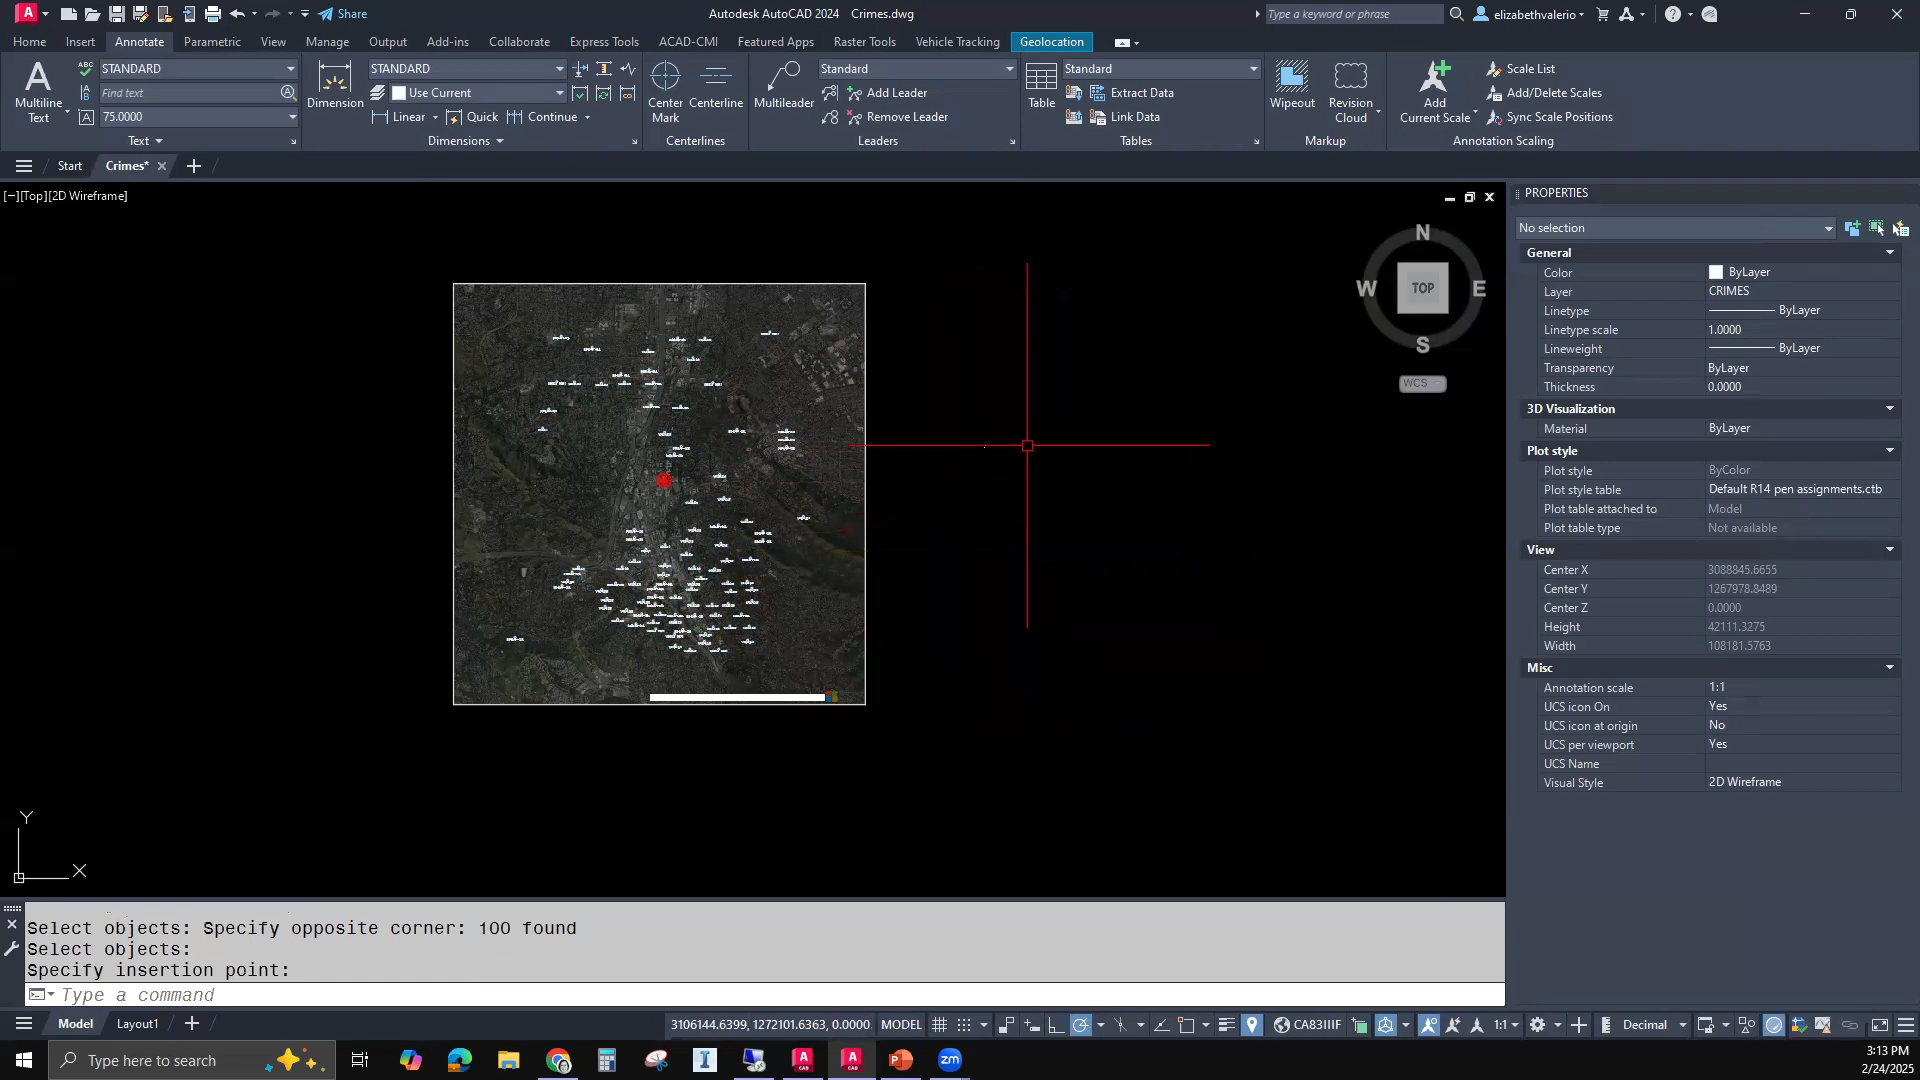 Share
Autodesk AutoCAD 2024 Crimes.dwg
Type a keyword or phrase
elizabethvalerio
Home Insert Annotate Parametric View Manage Output Add-ins Collaborate Express Tools ACAD-CMI Featured Apps Raster Tools Vehicle Tracking Geolocation
Multiline Text
ABC
STANDARD
Find text
75.0000
Text
Dimension
STANDARD
Use Current
Linear Quick Continue
Dimensions
Center Mark
Centerline
Centerlines
Multileader
Standard
Add Leader
Remove Leader
Leaders
Table
Standard
Extract Data
Link Data
Tables
Wipeout
Revision Cloud
Markup
Add Current Scale
Scale List
Add/Delete Scales
Sync Scale Positions
Annotation Scaling
Start Crimes*
[−][Top][2D Wireframe]
N
W TOP E
S
WCS
Y
X
PROPERTIES
No selection
General
Color ByLayer
Layer CRIMES
Linetype ByLayer
Linetype scale 1.0000
Lineweight ByLayer
Transparency ByLayer
Thickness 0.0000
3D Visualization
Material ByLayer
Plot style
Plot style ByColor
Plot style table Default R14 pen assignments.ctb
Plot table attached to Model
Plot table type Not available
View
Center X 3088845.6655
Center Y 1267978.8489
Center Z 0.0000
Height 42111.3275
Width 108181.5763
Misc
Annotation scale 1:1
UCS icon On Yes
UCS icon at origin No
UCS per viewport Yes
UCS Name
Visual Style 2D Wireframe
Select objects: Specify opposite corner: 100 found
Select objects:
Specify insertion point:
Type a command
Model Layout1
3106144.6399, 1272101.6363, 0.0000 MODEL
CA83IIIF
1:1
Decimal
Type here to search
3:13 PM
2/24/2025